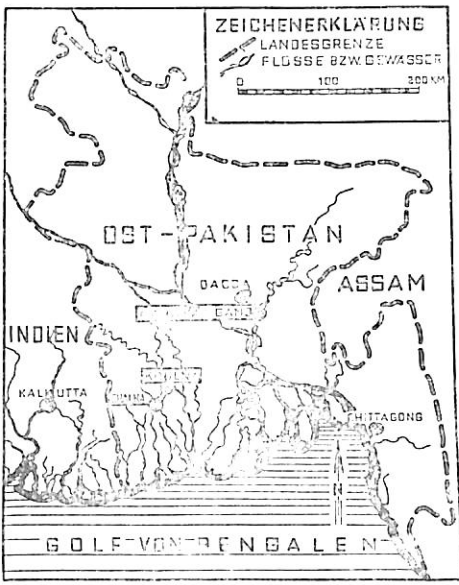 ZEICHENERKLÄRUNG
LANDESGRENZE
FLÜSSE BZW. GEWÄSSER
0 100 200 KM
OST-PAKISTAN
DACCA
ASSAM
GANJ
INDIEN
KALKUTTA
CHITTAGONG
N
GOLF VON BENGALEN